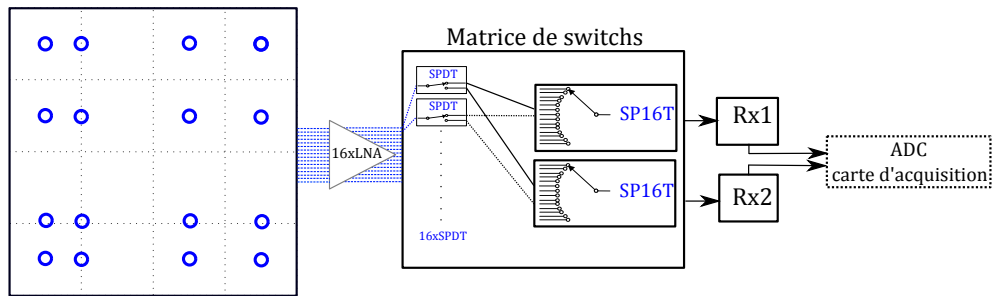 Matrice de switchs
SPDT
SPDT
16xLNA
16xSPDT
SP16T
SP16T
Rx1
Rx2
ADC
carte d'acquisition